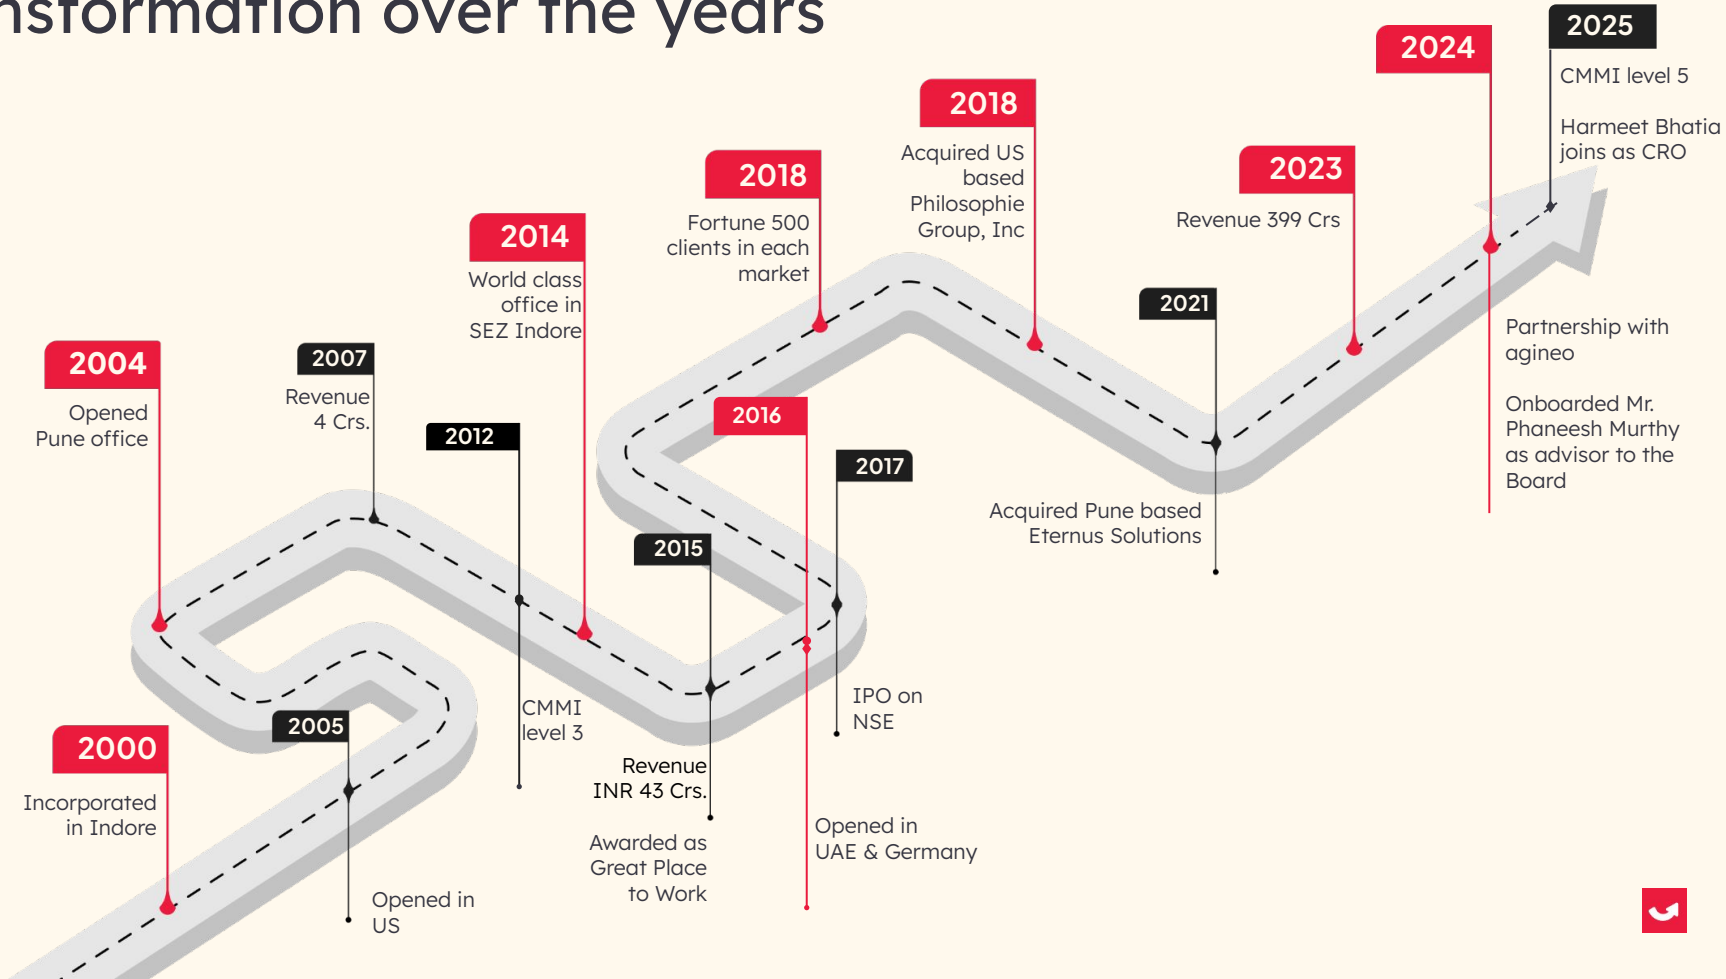 nsformation over the years
2000
Incorporated
in Indore
2005
Opened in
US
2004
Opened
Pune office
2007
Revenue
4 Crs.
2012
CMMI
level 3
2014
World class
office in
SEZ Indore
2015
Revenue
INR 43 Crs.
Awarded as
Great Place
to Work
2016
Opened in
UAE & Germany
2017
IPO on
NSE
2018
Fortune 500
clients in each
market
2018
Acquired US
based
Philosophie
Group, Inc
2021
Acquired Pune based
Eternus Solutions
2023
Revenue 399 Crs
2024
Partnership with
agineo
Onboarded Mr.
Phaneesh Murthy
as advisor to the
Board
2025
CMMI level 5
Harmeet Bhatia
joins as CRO